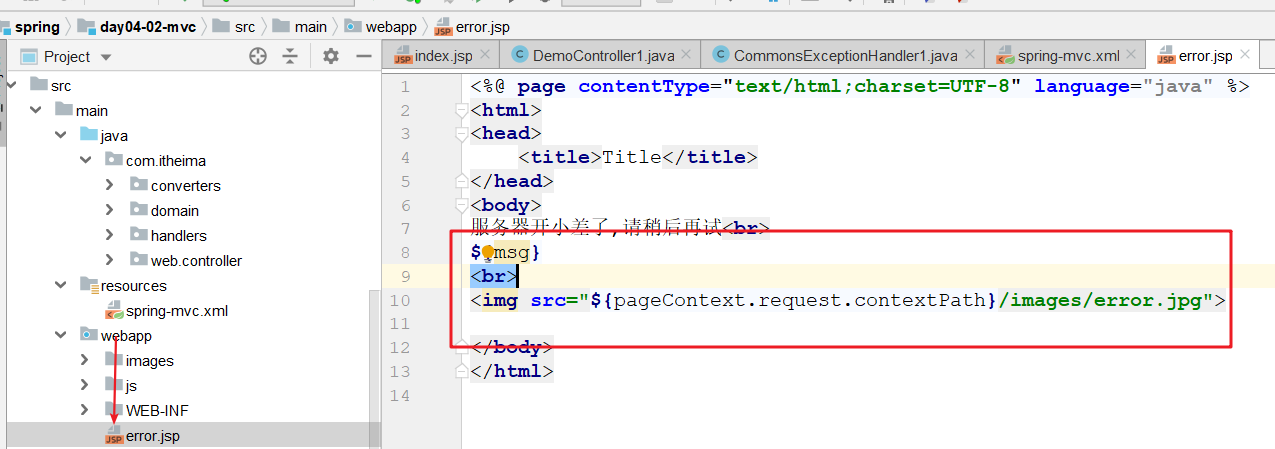 spring day04-02-mvc src main webapp error.jsp
Project
index.jsp DemoController1.java CommonsExceptionHandler1.java spring-mvc.xml error.jsp
src
main
java
com.itheima
converters
domain
handlers
web.controller
resources
spring-mvc.xml
webapp
images
js
WEB-INF
error.jsp
1 <%@ page contentType="text/html;charset=UTF-8" language="java" %>
2 <html>
3 <head>
4 <title>Title</title>
5 </head>
6 <body>
7 服务器开小差了,请稍后再试<br>
8 $ msg}
9 <br>
10 <img src="${pageContext.request.contextPath}/images/error.jpg">
11
12 </body>
13 </html>
14